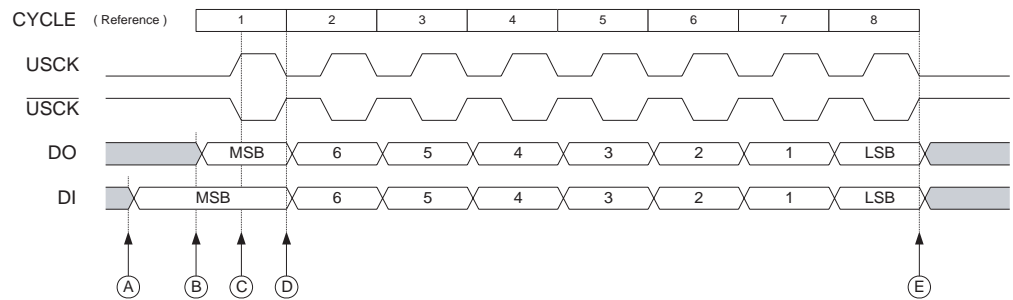 CYCLE ( Reference ) 1 2 3 4 5 6 7 8
USCK
USCK
DO MSB 6 5 4 3 2 1 LSB
DI MSB 6 5 4 3 2 1 LSB
A B C D E